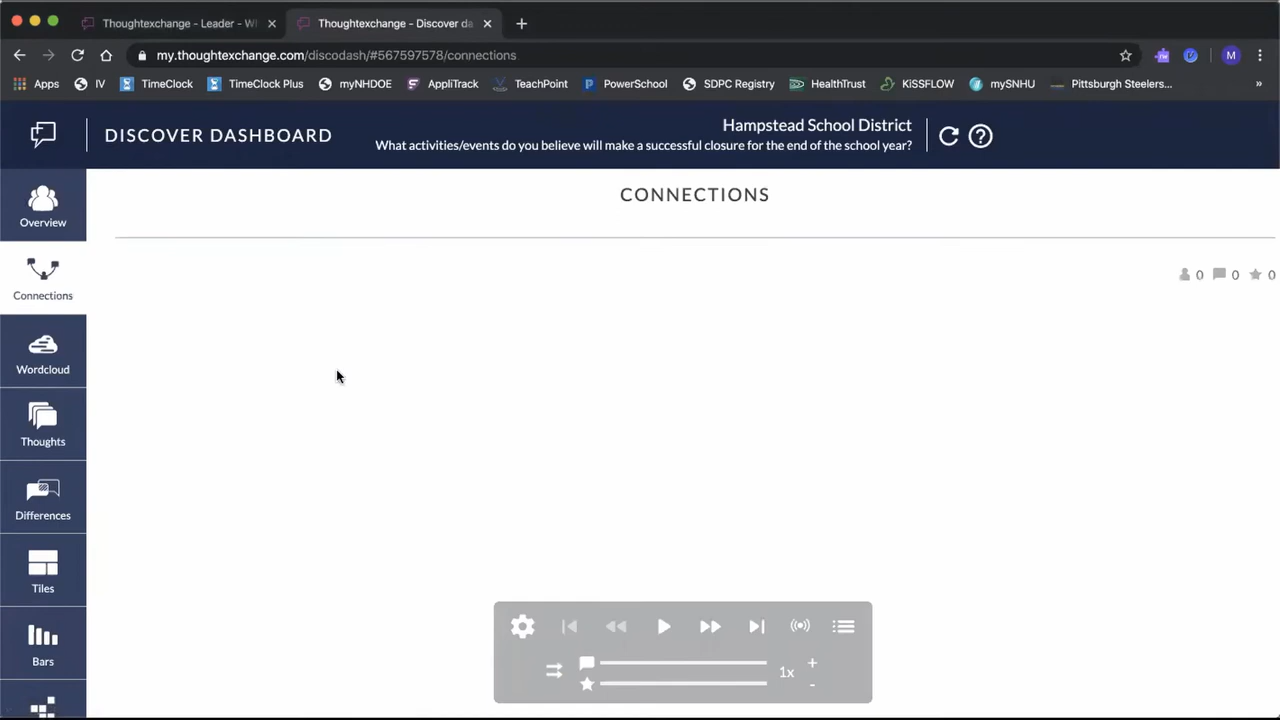 Thoughtexchange - Leader - Wh
Thoughtexchange - Discover da
my.thoughtexchange.com/discodash/#567597578/connections
M
Apps
IV
TimeClock
TimeClock Plus
myNHDOE
AppliTrack
TeachPoint
PowerSchool
SDPC Registry
HealthTrust
KISSFLOW
mySNHU
Pittsburgh Steelers...
»
DISCOVER DASHBOARD
Hampstead School District
What activities/events do you believe will make a successful closure for the end of the school year?
Overview
Connections
Wordcloud
Thoughts
Differences
Tiles
Bars
CONNECTIONS
0 0 0
1x
+
-